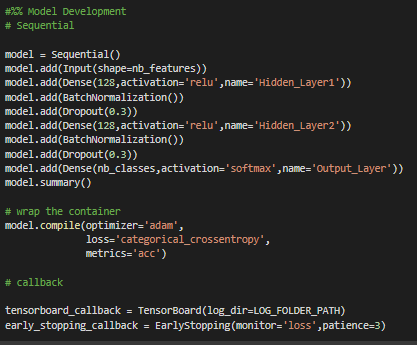 #%% Model Development
# Sequential
model = Sequential()
model.add(Input(shape=nb_features))
model.add(Dense(128,activation='relu',name='Hidden_Layer1'))
model.add(BatchNormalization())
model.add(Dropout(0.3))
model.add(Dense(128,activation='relu',name='Hidden_Layer2'))
model.add(BatchNormalization())
model.add(Dropout(0.3))
model.add(Dense(nb_classes,activation='softmax',name='Output_Layer'))
model.summary()
# wrap the container
model.compile(optimizer='adam',
loss='categorical_crossentropy',
metrics='acc')
# callback
tensorboard_callback = TensorBoard(log_dir=LOG_FOLDER_PATH)
early_stopping_callback = EarlyStopping(monitor='loss',patience=3)